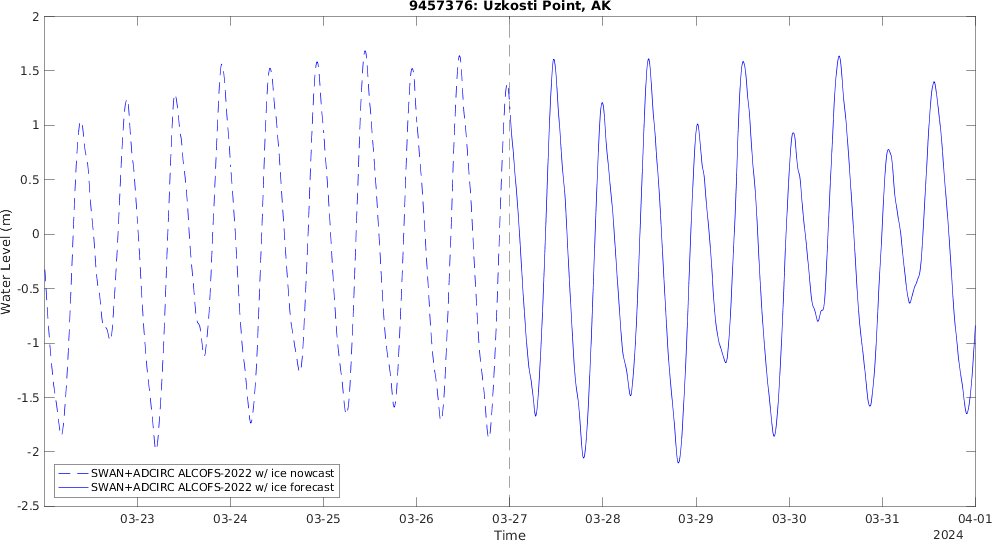 9457376: Uzkosti Point, AK
Water Level (m)
2
1.5
1
0.5
0
-0.5
-1
-1.5
-2
-2.5
SWAN+ADCIRC ALCOFS-2022 w/ ice nowcast
SWAN+ADCIRC ALCOFS-2022 w/ ice forecast
03-23 03-24 03-25 03-26 03-27 03-28 03-29 03-30 03-31 04-01
Time
2024